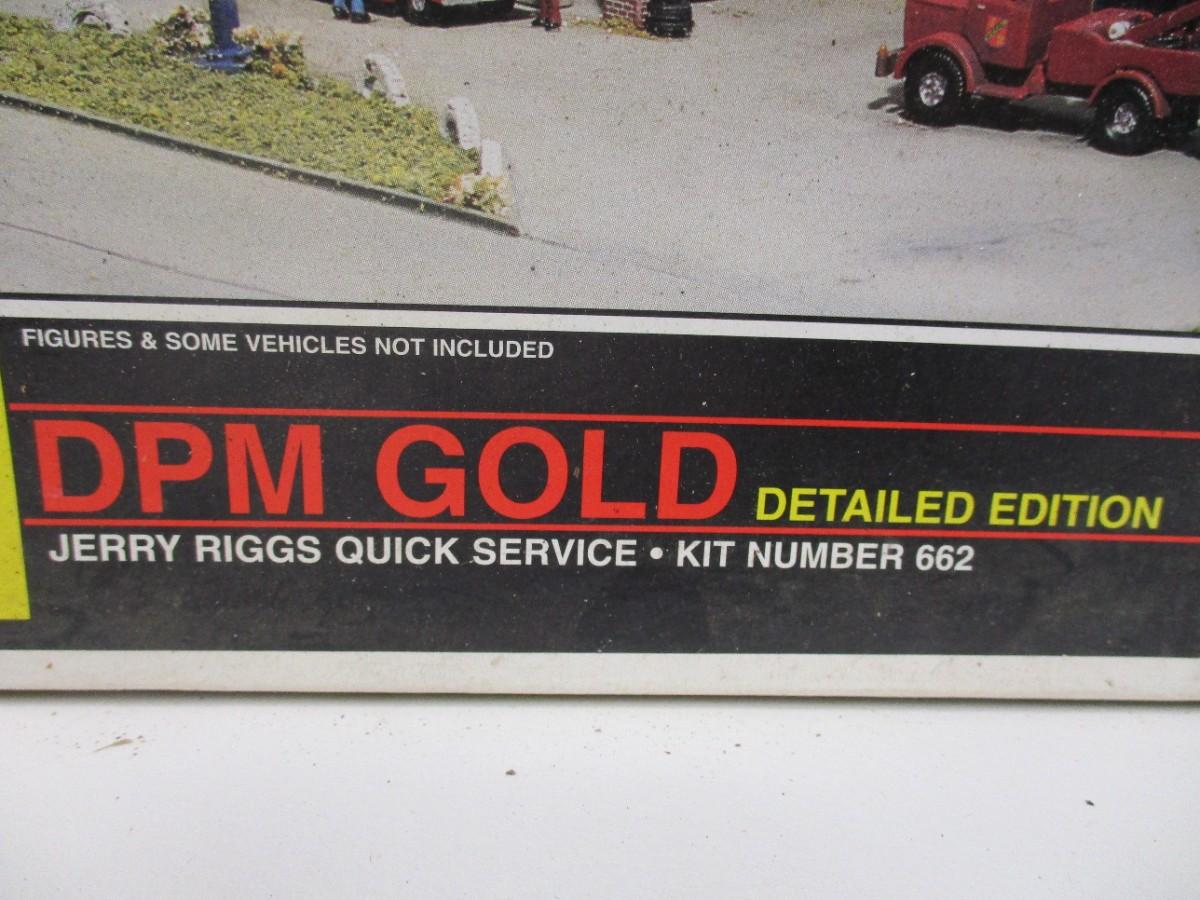 FIGURES & SOME VEHICLES NOT INCLUDED
DPM GOLD DETAILED EDITION
JERRY RIGGS QUICK SERVICE • KIT NUMBER 662